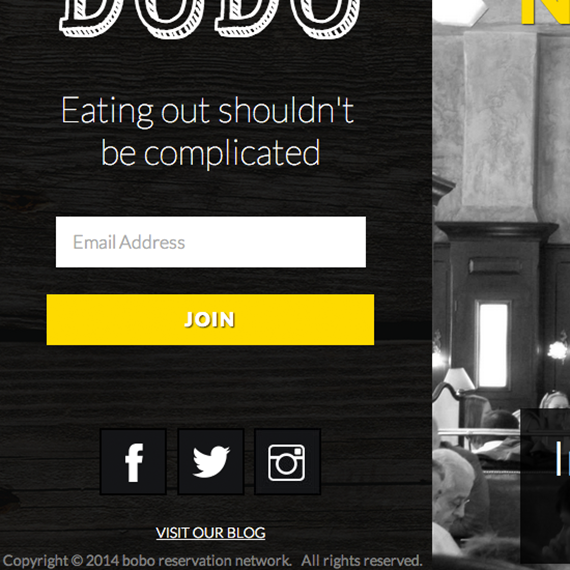 Eating out shouldn't
be complicated
Email Address
JOIN
VISIT OUR BLOG
Copyright © 2014 bobo reservation network. All rights reserved.